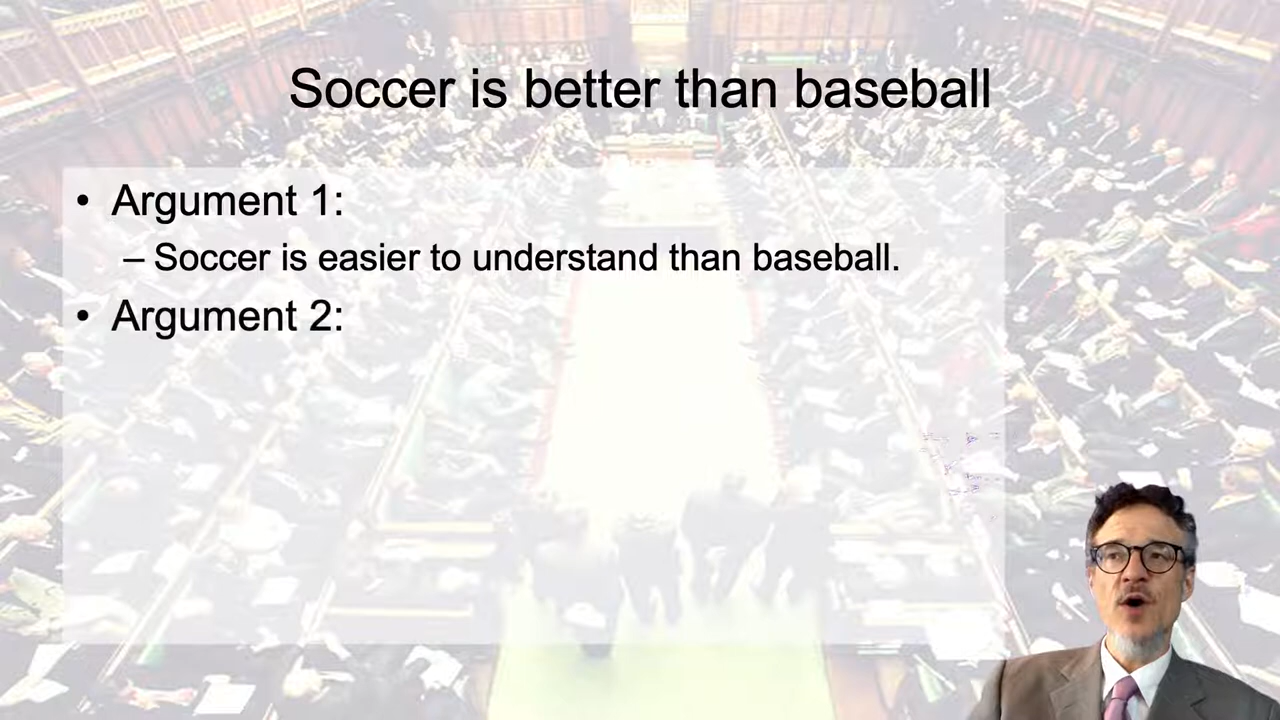 Soccer is better than baseball
• Argument 1:
– Soccer is easier to understand than baseball.
• Argument 2: